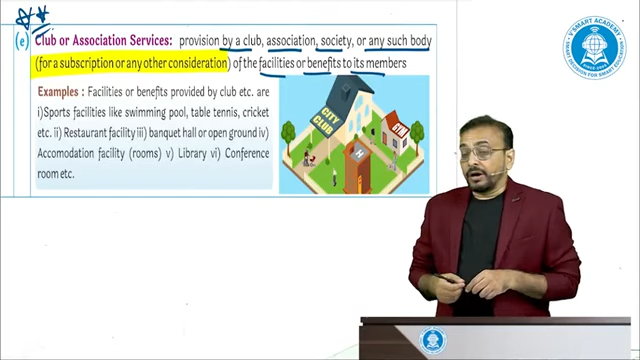 (e) Club or Association Services: provision by a club, association, society, or any such body
(for a subscription or any other consideration) of the facilities or benefits to its members
Examples : Facilities or benefits provided by club etc. are
i)Sports facilities like swimming pool, table tennis, cricket
etc. ii) Restaurant facility iii) banquet hall or open ground iv)
Accomodation facility (rooms) v) Library vi) Conference
room etc.
CITY
CLUB
GYM
H
V SMART ACADEMY